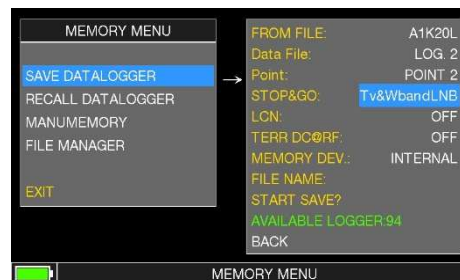 MEMORY MENU
SAVE DATALOGGER
RECALL DATALOGGER
MANUMEMORY
FILE MANAGER
EXIT
FROM FILE: A1K20L
Data File: LOG. 2
Point: POINT 2
STOP&GO: Tv&WbandLNB
LCN: OFF
TERR DC@RF: OFF
MEMORY DEV.: INTERNAL
FILE NAME:
START SAVE?
AVAILABLE LOGGER:94
BACK
MEMORY MENU